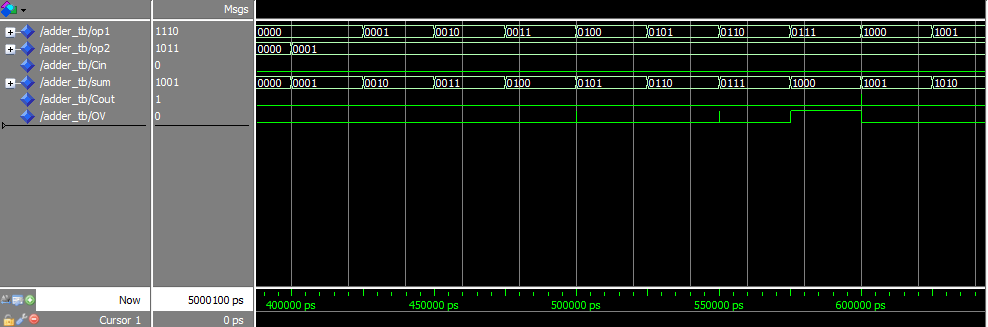 Msgs
/adder_tb/op1 1110 0000 0001 0010 0011 0100 0101 0110 0111 1000 1001
/adder_tb/op2 1011 0000 0001
/adder_tb/Cin 0
/adder_tb/sum 1001 0000 0001 0010 0011 0100 0101 0110 0111 1000 1001 1010
/adder_tb/Cout 1
/adder_tb/OV 0
Now 5000100 ps 400000 ps 450000 ps 500000 ps 550000 ps 600000 ps
Cursor 1 0 ps